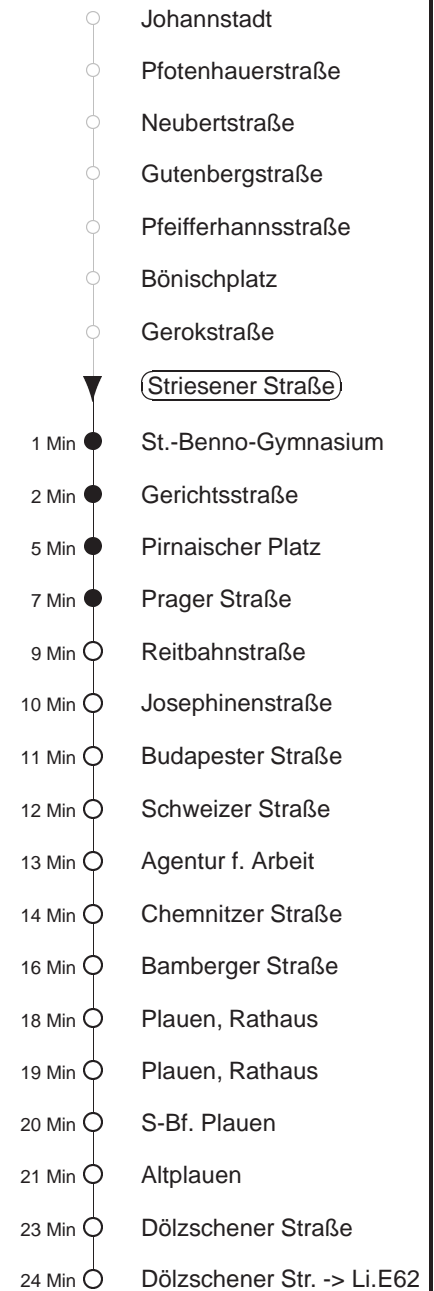 Johannstadt
Pfotenhauerstraße
Neubertstraße
Gutenbergstraße
Pfeifferhannsstraße
Bönischplatz
Gerokstraße
Striesener Straße
1 Min St.-Benno-Gymnasium
2 Min Gerichtsstraße
5 Min Pirnaischer Platz
7 Min Prager Straße
9 Min Reitbahnstraße
10 Min Josephinenstraße
11 Min Budapester Straße
12 Min Schweizer Straße
13 Min Agentur f. Arbeit
14 Min Chemnitzer Straße
16 Min Bamberger Straße
18 Min Plauen, Rathaus
19 Min Plauen, Rathaus
20 Min S-Bf. Plauen
21 Min Altplauen
23 Min Dölzschener Straße
24 Min Dölzschener Str. -> Li.E62